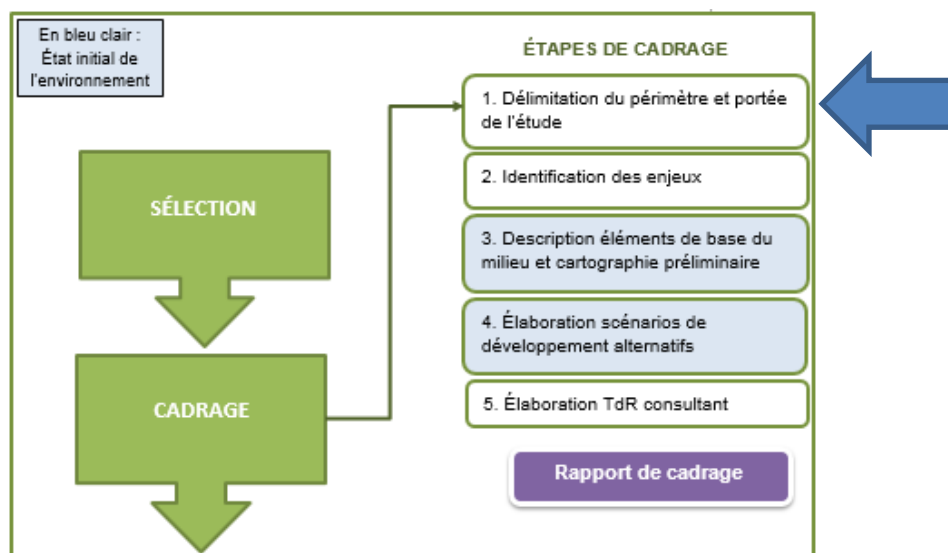 En bleu clair :
État initial de
l'environnement
SÉLECTION
CADRAGE
ÉTAPES DE CADRAGE
1. Délimitation du périmètre et portée
de l'étude
2. Identification des enjeux
3. Description éléments de base du
milieu et cartographie préliminaire
4. Élaboration scénarios de
développement alternatifs
5. Élaboration TdR consultant
Rapport de cadrage